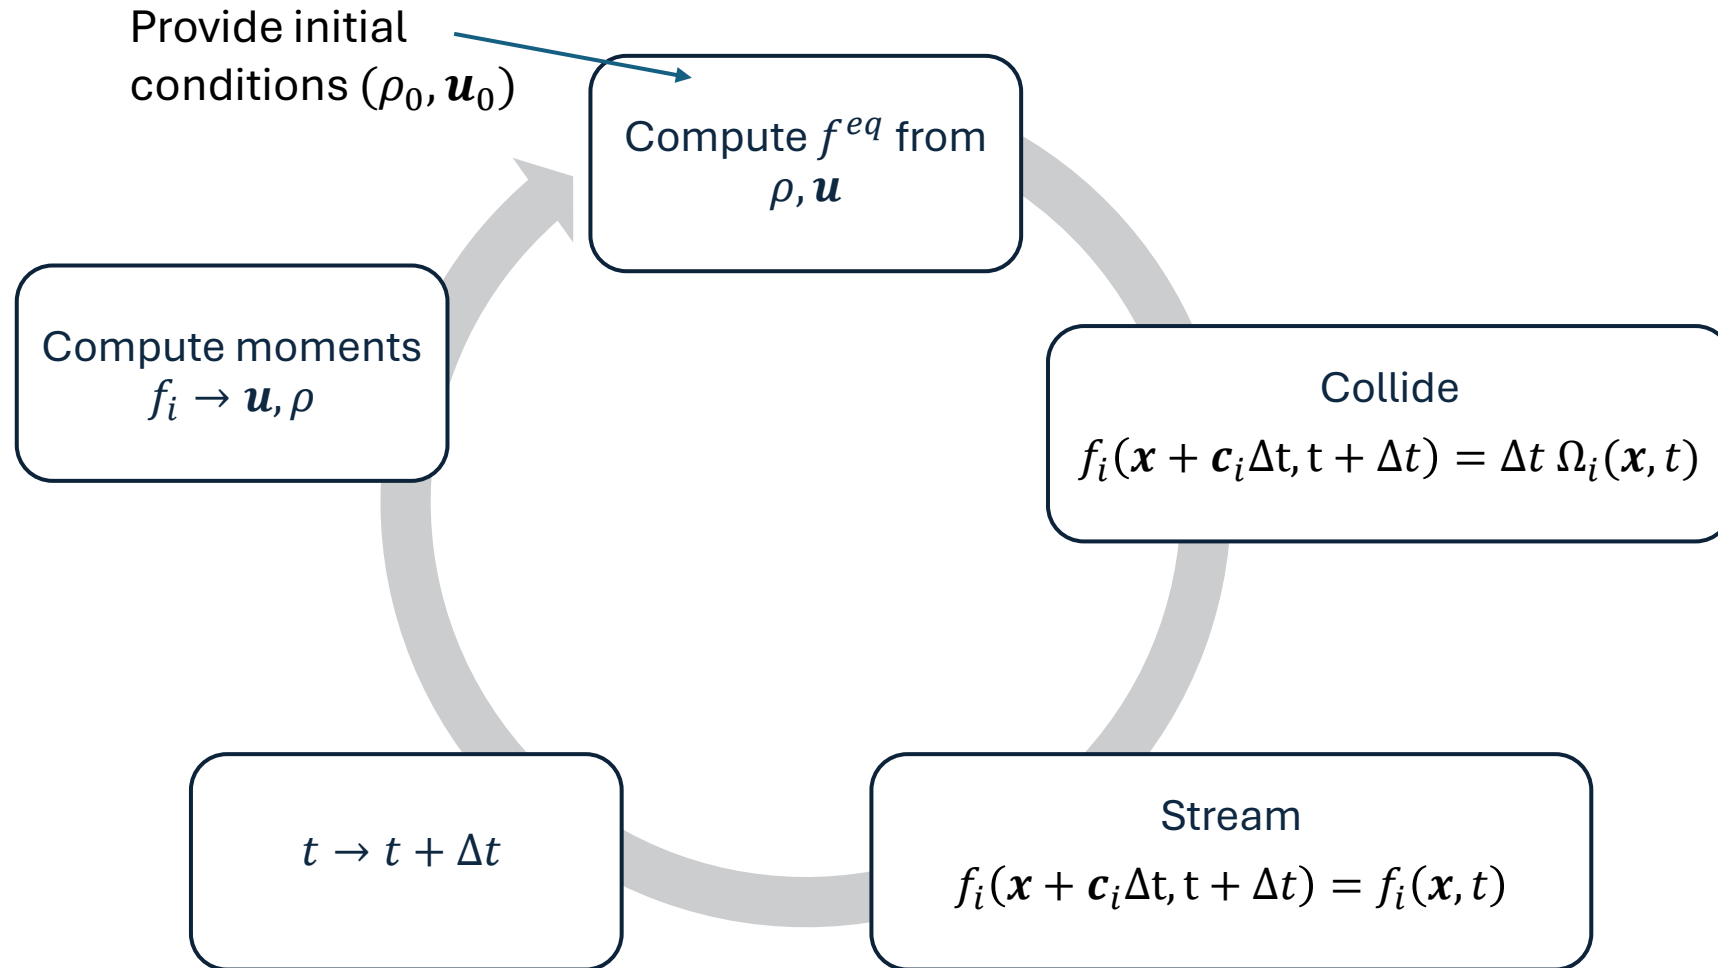 Provide initial
conditions (ρ₀, 𝒖₀)
Compute f^{eq} from
ρ, 𝒖
Collide
fᵢ(𝒙 + 𝒄ᵢΔt, t + Δt) = Δt Ωᵢ(𝒙, t)
Stream
fᵢ(𝒙 + 𝒄ᵢΔt, t + Δt) = fᵢ(𝒙, t)
t → t + Δt
Compute moments
fᵢ → 𝒖, ρ